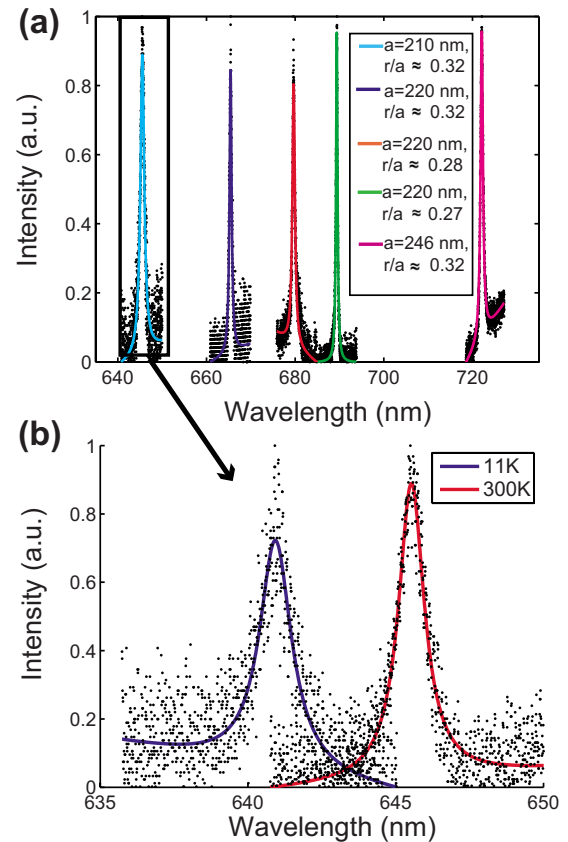 (a)
1
0.8
0.6
0.4
0.2
0
Intensity (a.u.)
640
660
680
700
720
Wavelength (nm)
a=210 nm,
r/a ≈ 0.32
a=220 nm,
r/a ≈ 0.32
a=220 nm,
r/a ≈ 0.28
a=220 nm,
r/a ≈ 0.27
a=246 nm,
r/a ≈ 0.32
(b)
1
0.8
0.6
0.4
0.2
0
Intensity (a.u.)
635
640
645
650
Wavelength (nm)
11K
300K